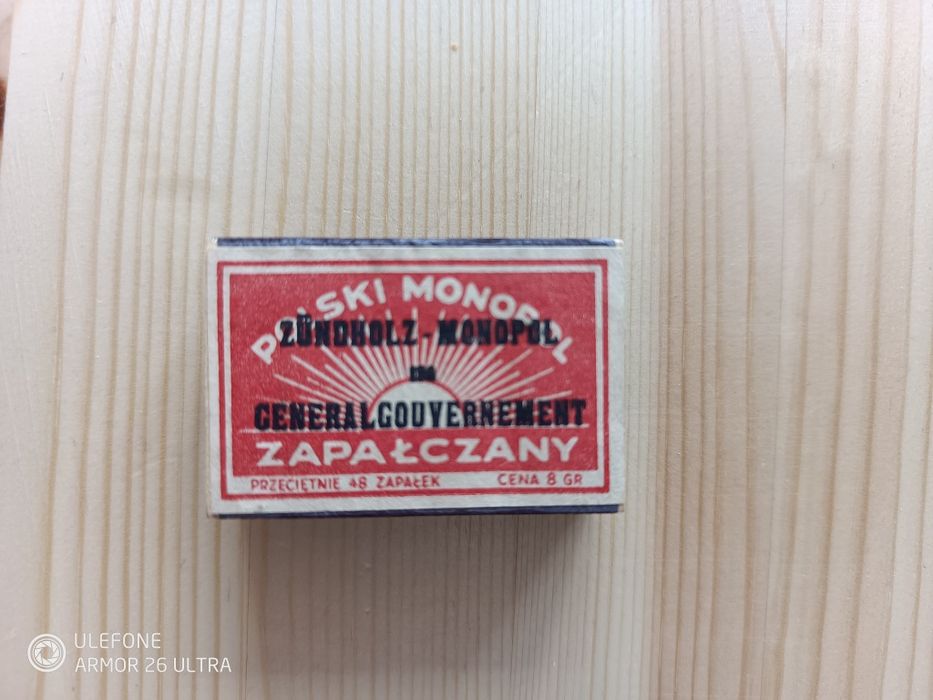 POLSKI MONOPOL
ZÜNDHOLZ-MONOPOL
im
GENERALGOUVERNEMENT
ZAPAŁCZANY
PRZECIĘTNIE 48 ZAPAŁEK CENA 8 GR
ULEFONE
ARMOR 26 ULTRA